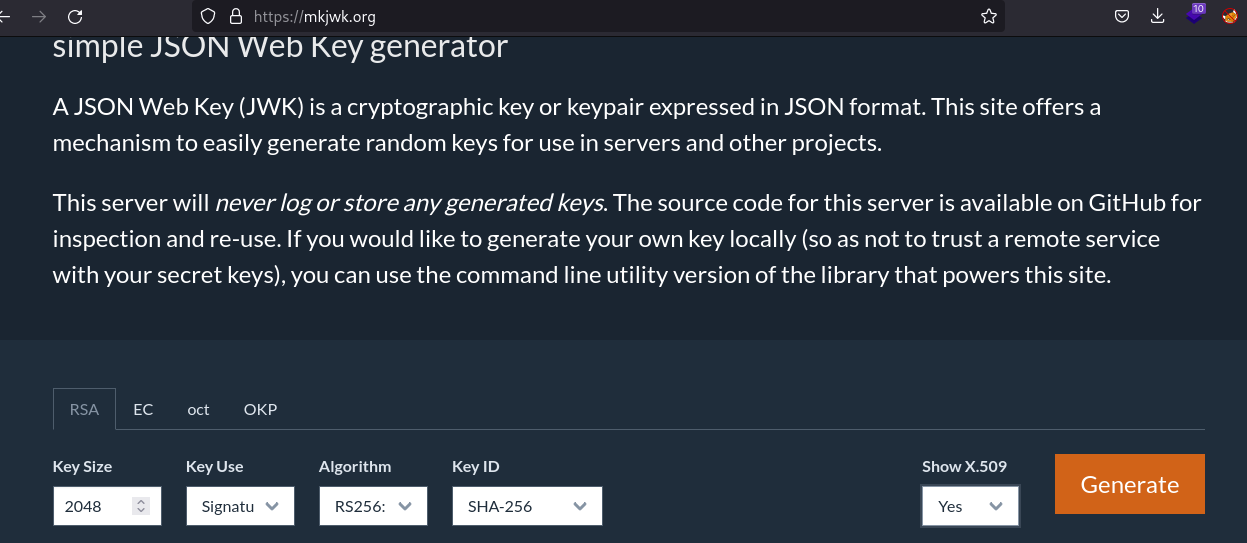 https://mkjwk.org
10
simple JSON Web Key generator
A JSON Web Key (JWK) is a cryptographic key or keypair expressed in JSON format. This site offers a
mechanism to easily generate random keys for use in servers and other projects.
This server will never log or store any generated keys. The source code for this server is available on GitHub for
inspection and re-use. If you would like to generate your own key locally (so as not to trust a remote service
with your secret keys), you can use the command line utility version of the library that powers this site.
RSA EC oct OKP
Key Size Key Use Algorithm Key ID Show X.509
2048 Signatu RS256: SHA-256 Yes Generate